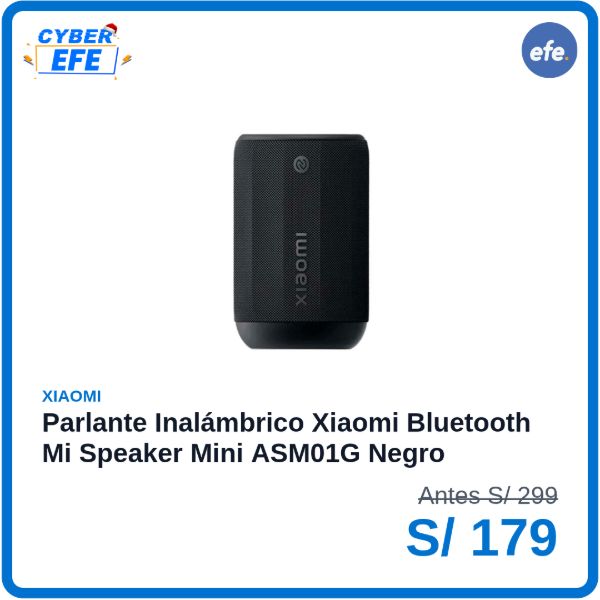 CYBER
EFE
efe.
xiaomi
XIAOMI
Parlante Inalámbrico Xiaomi Bluetooth
Mi Speaker Mini ASM01G Negro
Antes S/ 299
S/ 179